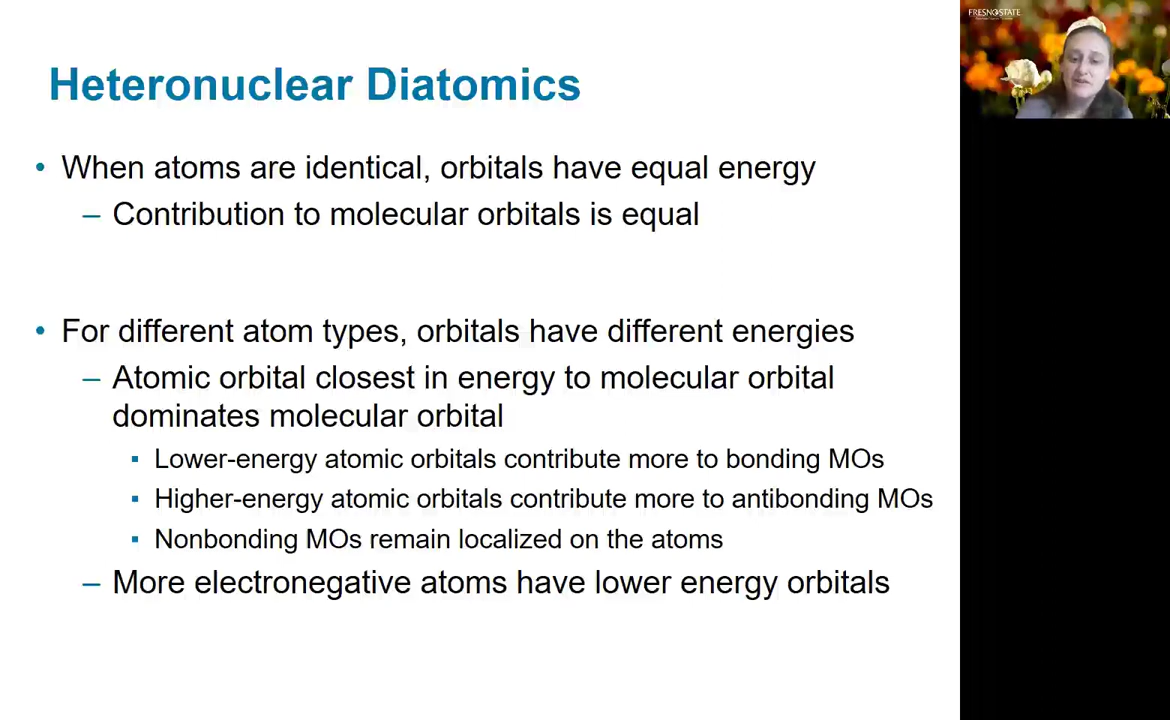 Heteronuclear Diatomics
• When atoms are identical, orbitals have equal energy
– Contribution to molecular orbitals is equal
• For different atom types, orbitals have different energies
– Atomic orbital closest in energy to molecular orbital
dominates molecular orbital
▪ Lower-energy atomic orbitals contribute more to bonding MOs
▪ Higher-energy atomic orbitals contribute more to antibonding MOs
▪ Nonbonding MOs remain localized on the atoms
– More electronegative atoms have lower energy orbitals
FRESNO STATE